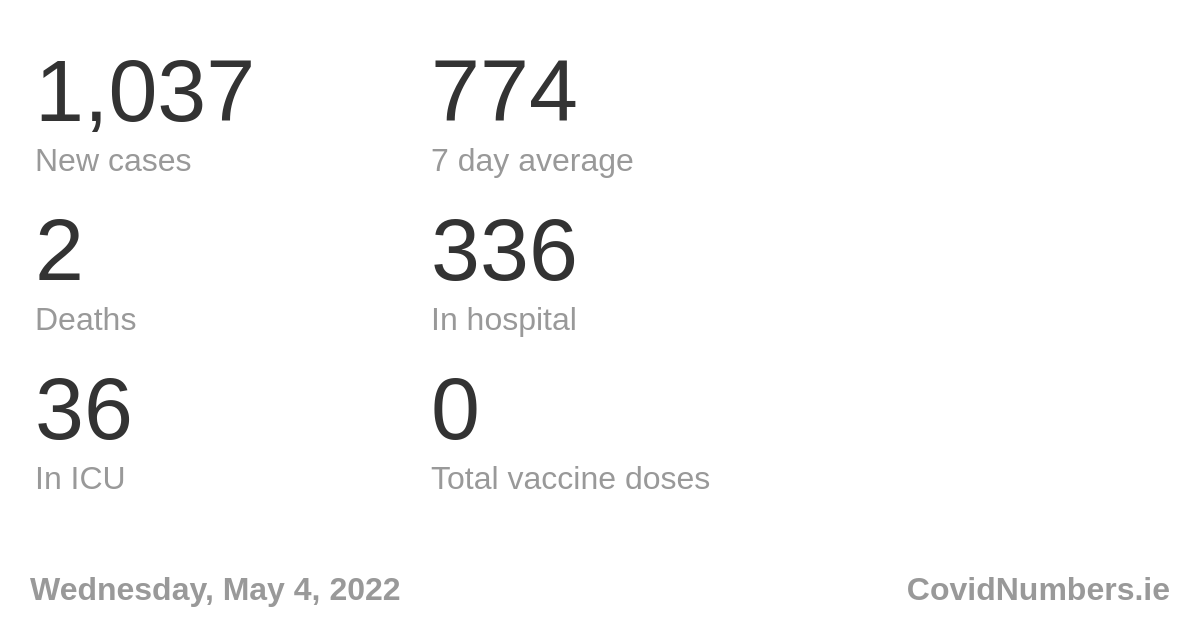 1,037 774
New cases 7 day average
2 336
Deaths In hospital
36 0
In ICU Total vaccine doses
Wednesday, May 4, 2022 CovidNumbers.ie